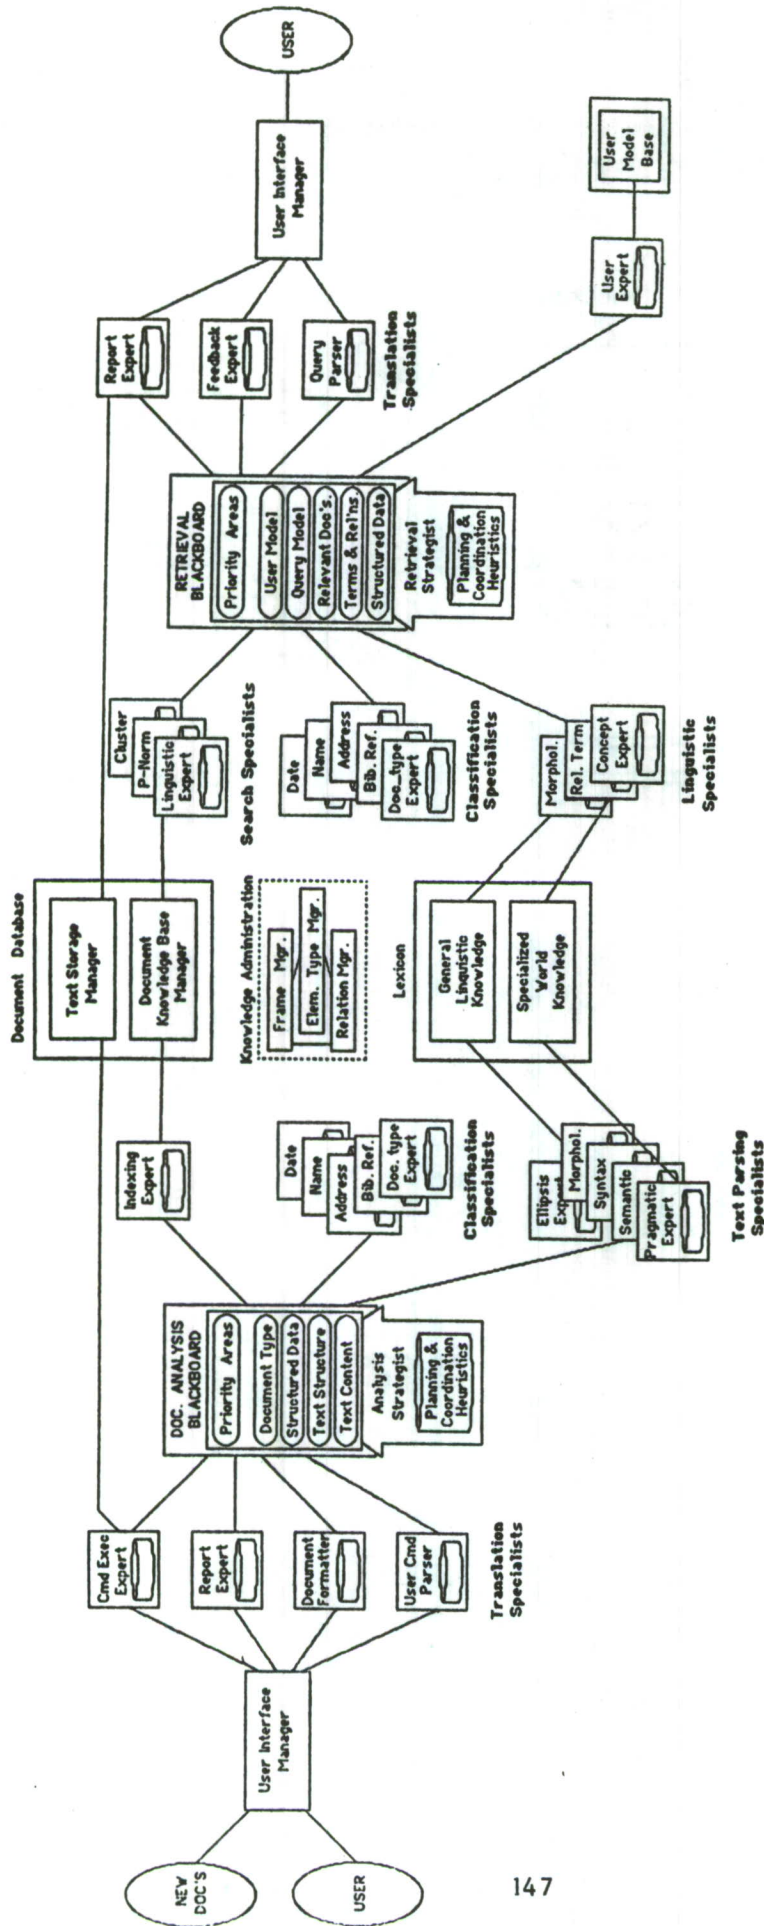 NEW
DOC'S
USER
User Interface
Manager
Cmd Exec
Expert
Report
Expert
Document
Formatter
User Cmd
Parser
Translation
Specialists
DOC. ANALYSIS
BLACKBOARD
Priority Areas
Document Type
Structured Data
Text Structure
Text Content
Analysis
Strategist
Planning &
Coordination
Heuristics
Indexing
Expert
Date
Name
Address
Bib. Ref.
Doc. type
Expert
Classification
Specialists
Ellipsis
Expert
Morphol.
Syntax
Semantic
Pragmatic
Expert
Text Parsing
Specialists
Document Database
Text Storage
Manager
Document
Knowledge Base
Manager
Knowledge Administration
Frame Mgr.
Elem. Type Mgr.
Relation Mgr.
Lexicon
General
Linguistic
Knowledge
Specialized
World
Knowledge
Cluster
P-Norm
Linguistic
Expert
Search Specialists
Date
Name
Address
Bib. Ref.
Doc_type
Expert
Classification
Specialists
Morphol.
Rel. Term
Concept
Expert
Linguistic
Specialists
RETRIEVAL
BLACKBOARD
Priority Areas
User Model
Query Model
Relevant Doc's.
Terms & Rel'ns.
Structured Data
Retrieval
Strategist
Planning &
Coordination
Heuristics
Report
Expert
Feedback
Expert
Query
Parser
Translation
Specialists
User Interface
Manager
USER
User
Expert
User
Model
Base
147